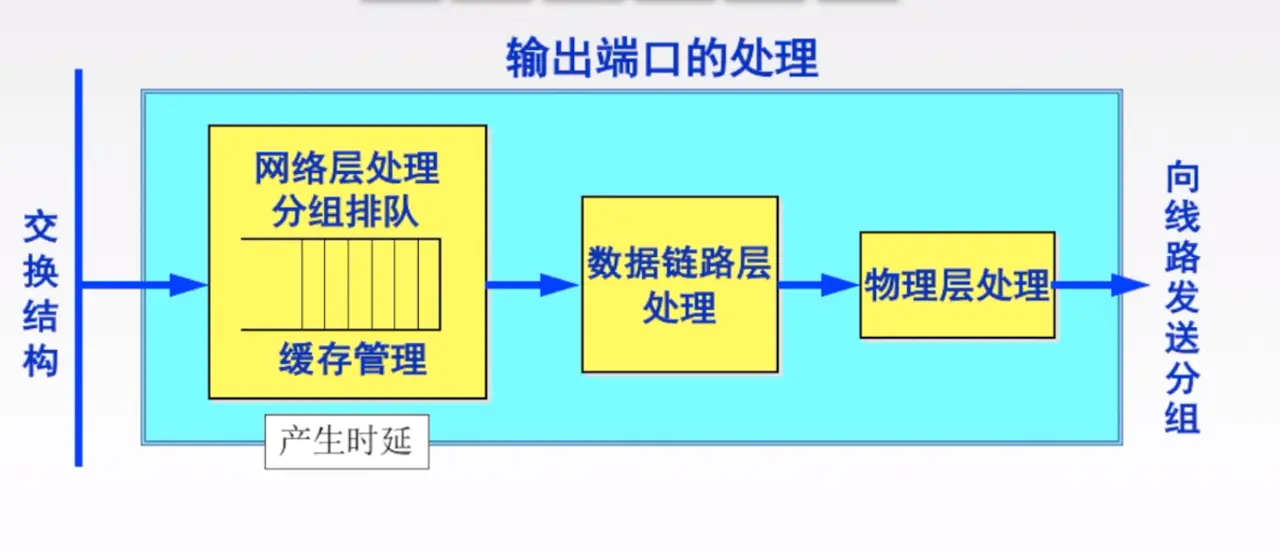 输出端口的处理
交换结构
网络层处理
分组排队
缓存管理
产生时延
数据链路层
处理
物理层处理
向线路发送分组